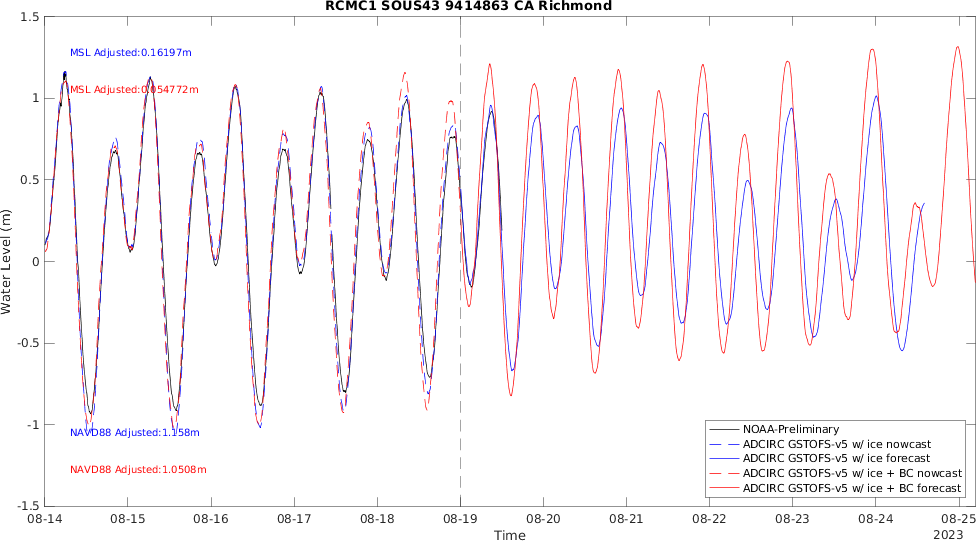 RCMC1 SOUS43 9414863 CA Richmond
1.5
1
0.5
0
-0.5
-1
-1.5
Water Level (m)
MSL Adjusted:0.16197m
MSL Adjusted:0.054772m
NAVD88 Adjusted:1.158m
NAVD88 Adjusted:1.0508m
NOAA-Preliminary
ADCIRC GSTOFS-v5 w/ ice nowcast
ADCIRC GSTOFS-v5 w/ ice forecast
ADCIRC GSTOFS-v5 w/ ice + BC nowcast
ADCIRC GSTOFS-v5 w/ ice + BC forecast
08-14 08-15 08-16 08-17 08-18 08-19 08-20 08-21 08-22 08-23 08-24 08-25
Time
2023